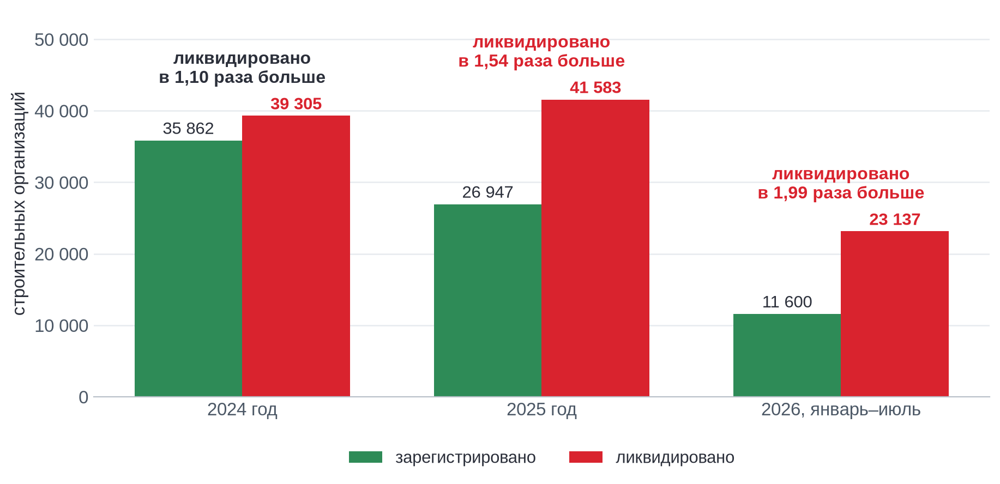 строительных организаций
50 000
40 000
30 000
20 000
10 000
0
ликвидировано
в 1,10 раза больше
35 862
39 305
ликвидировано
в 1,54 раза больше
26 947
41 583
ликвидировано
в 1,99 раза больше
11 600
23 137
2024 год
2025 год
2026, январь–июль
зарегистрировано
ликвидировано